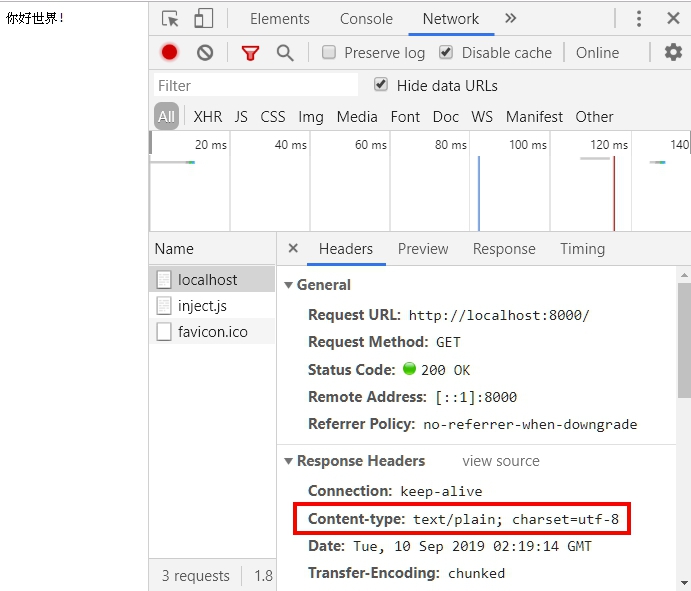 你好世界!
Elements Console Network »
Preserve log Disable cache Online
Filter Hide data URLs
All XHR JS CSS Img Media Font Doc WS Manifest Other
20 ms 40 ms 60 ms 80 ms 100 ms 120 ms 140
Name
× Headers Preview Response Timing
localhost
inject.js
favicon.ico
General
Request URL: http://localhost:8000/
Request Method: GET
Status Code: 200 OK
Remote Address: [::1]:8000
Referrer Policy: no-referrer-when-downgrade
Response Headers view source
Connection: keep-alive
Content-type: text/plain; charset=utf-8
Date: Tue, 10 Sep 2019 02:19:14 GMT
Transfer-Encoding: chunked
3 requests 1.8